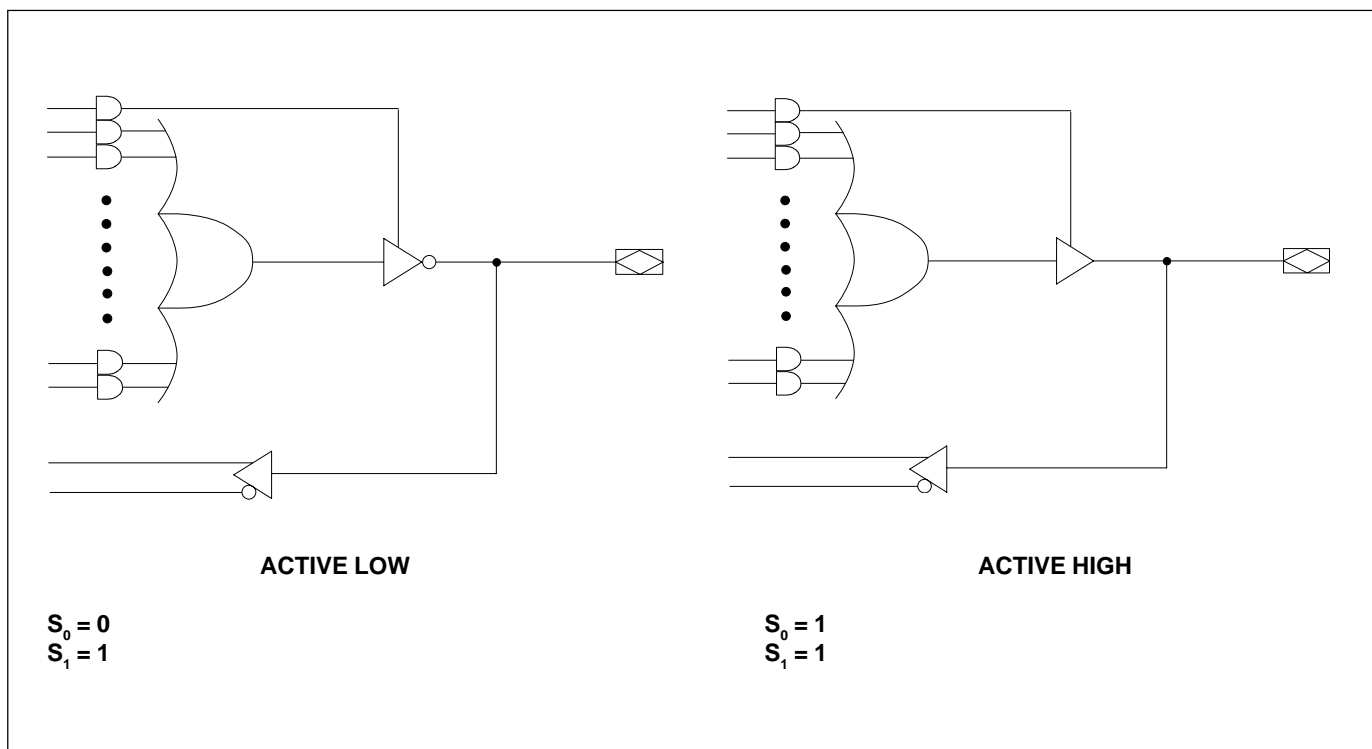 ACTIVE LOW
S₀ = 0
S₁ = 1
ACTIVE HIGH
S₀ = 1
S₁ = 1